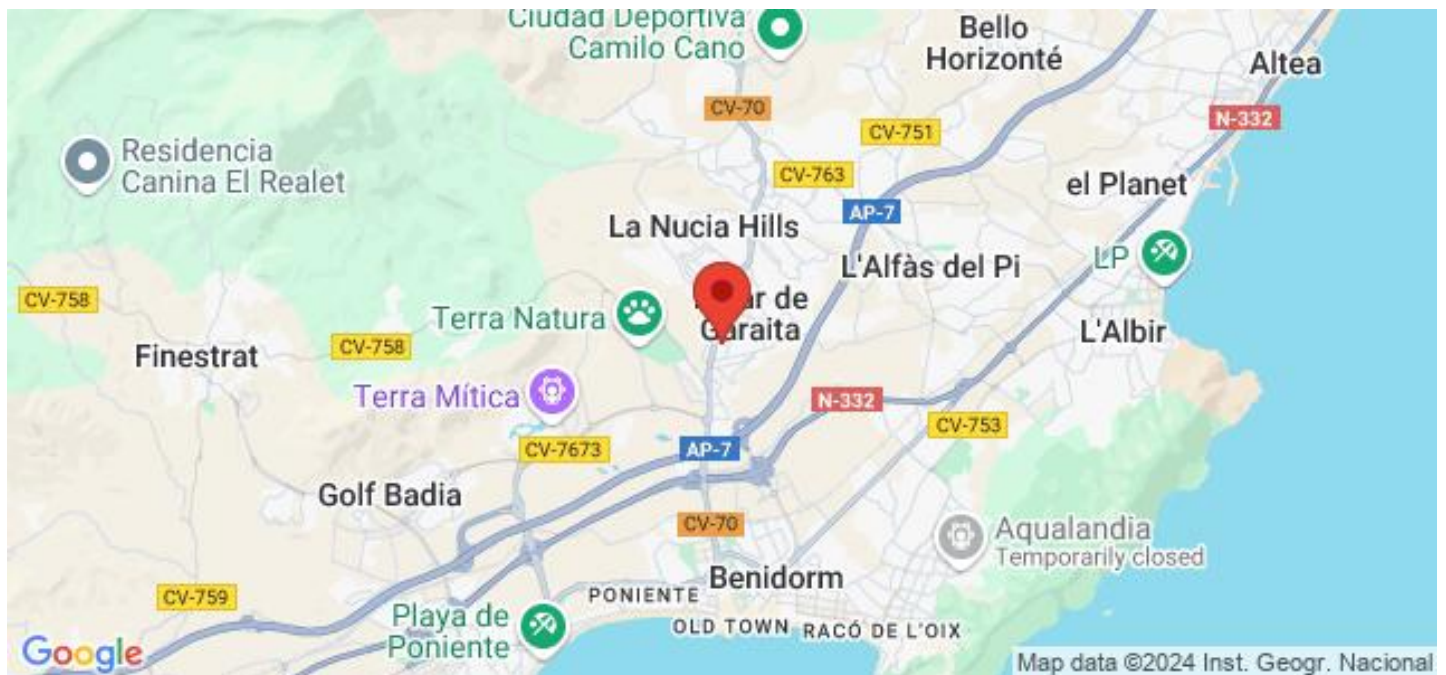 Ciudad Deportiva
Camilo Cano
Bello
Horizonté
Altea
CV-70
N-332
CV-751
Residencia
Canina El Realet
CV-763
el Planet
AP-7
La Nucia Hills
L'Alfàs del Pi
LP
CV-758
ar de
Garaita
Terra Natura
L'Albir
Finestrat
CV-758
Terra Mítica
N-332
CV-753
CV-7673
AP-7
Golf Badia
CV-70
Aqualandia
Temporarily closed
Benidorm
CV-759
PONIENTE
Playa de
Poniente
OLD TOWN
RACÓ DE L'OIX
Google
Map data ©2024 Inst. Geogr. Nacional